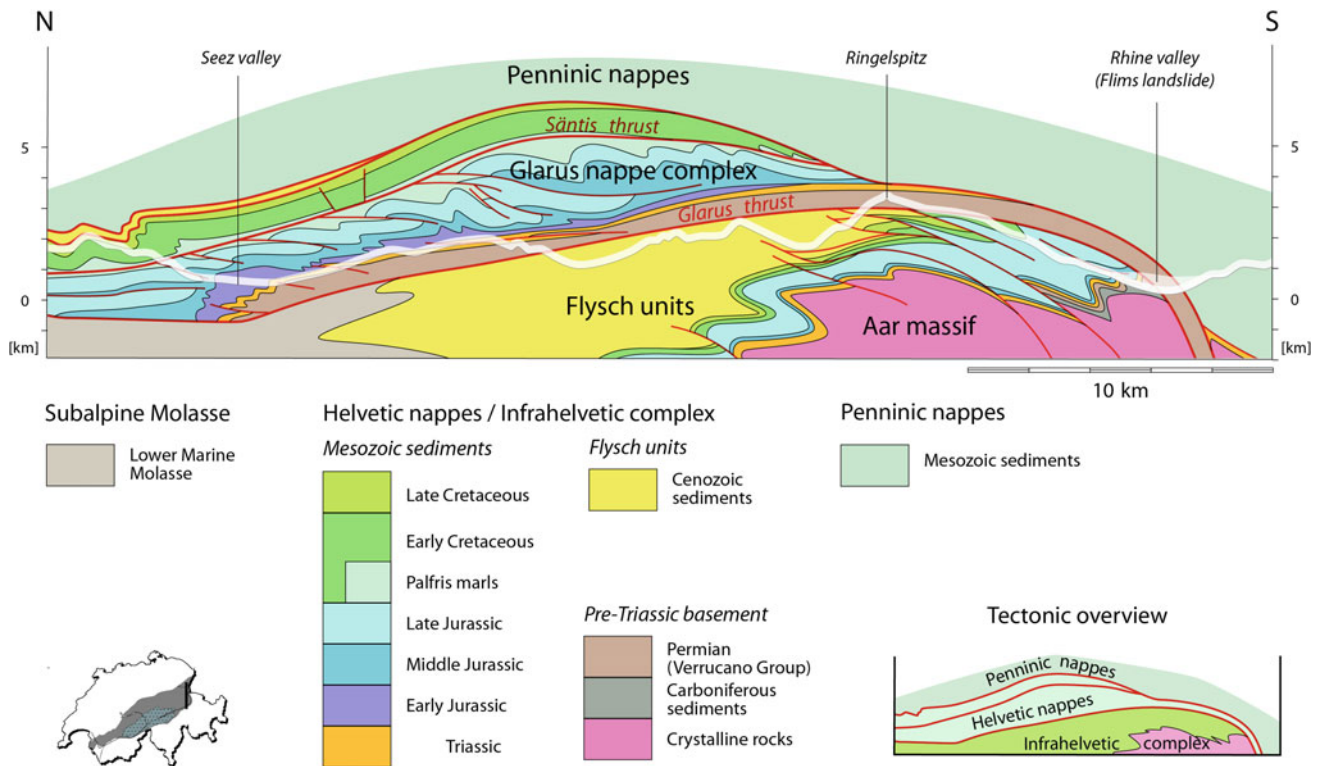 N
S
Seez valley
Ringelspitz
Rhine valley
(Flims landslide)
Penninic nappes
Säntis thrust
5
5
Glarus nappe complex
Glarus thrust
0
0
Flysch units
Aar massif
[km]
[km]
10 km
Subalpine Molasse
Lower Marine
Molasse
Helvetic nappes / Infrahelvetic complex
Mesozoic sediments
Late Cretaceous
Early Cretaceous
Palfris marls
Late Jurassic
Middle Jurassic
Early Jurassic
Triassic
Flysch units
Cenozoic
sediments
Pre-Triassic basement
Permian
(Verrucano Group)
Carboniferous
sediments
Crystalline rocks
Penninic nappes
Mesozoic sediments
Tectonic overview
Penninic nappes
Helvetic nappes
Infrahelvetic complex